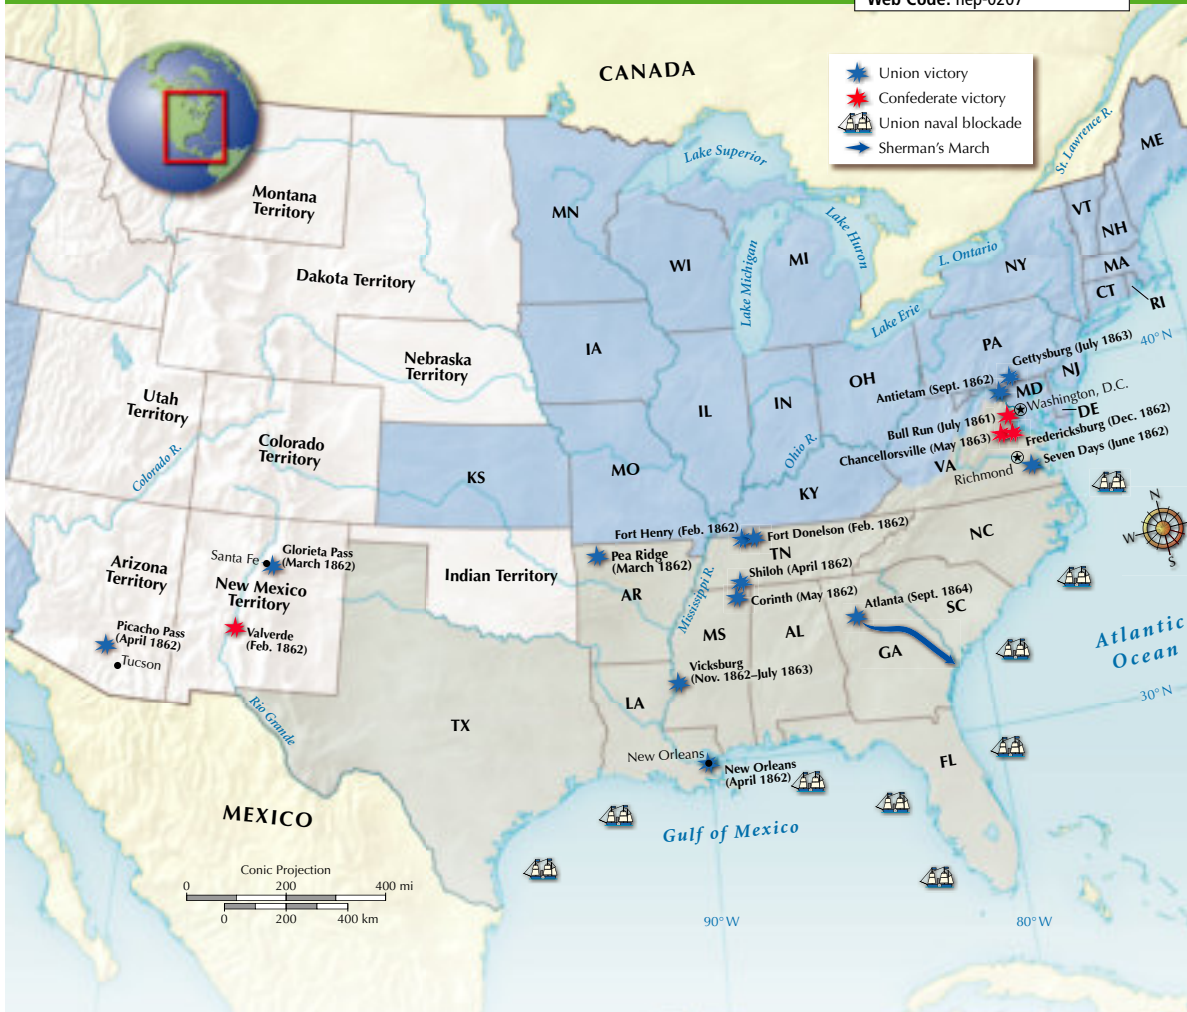 Web Code: nep-0207
CANADA
Union victory
Confederate victory
Union naval blockade
Sherman's March
St. Lawrence R.
ME
VT
NH
MA
CT
RI
NY
L. Ontario
Lake Superior
Lake Huron
Lake Michigan
Lake Erie
MN
WI
MI
Montana
Territory
Dakota Territory
IA
Nebraska
Territory
PA
NJ
Gettysburg (July 1863)
40°N
Antietam (Sept. 1862)
MD
Washington, D.C.
DE
OH
IN
IL
Utah
Territory
Colorado
Territory
Colorado R.
Bull Run (July 1861)
Fredericksburg (Dec. 1862)
Chancellorsville (May 1863)
Seven Days (June 1862)
VA
Richmond
Ohio R.
KS
MO
KY
N
W
S
Fort Henry (Feb. 1862)
Fort Donelson (Feb. 1862)
NC
TN
Santa Fe
Glorieta Pass
(March 1862)
Arizona
Territory
New Mexico
Territory
Indian Territory
Pea Ridge
(March 1862)
Shiloh (April 1862)
AR
Mississippi R.
Corinth (May 1862)
Atlanta (Sept. 1864)
SC
Picacho Pass
(April 1862)
Tucson
Valverde
(Feb. 1862)
MS
AL
GA
Atlantic
Ocean
Vicksburg
(Nov. 1862–July 1863)
30°N
Rio Grande
TX
LA
New Orleans
New Orleans
(April 1862)
FL
MEXICO
Gulf of Mexico
Conic Projection
0 200 400 mi
0 200 400 km
90°W
80°W